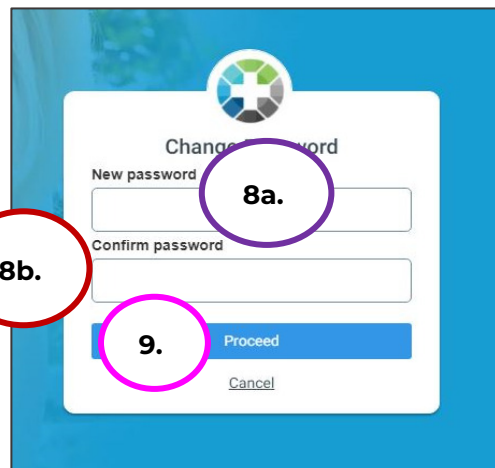 Change
New password
8a.
Confirm password
8b.
9.
Proceed
Cancel